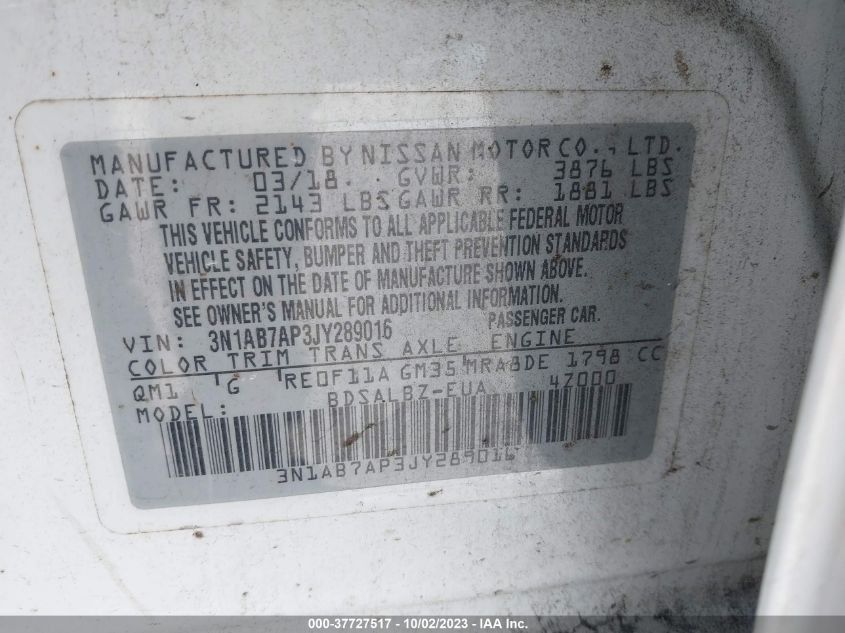 MANUFACTURED BY NISSAN MOTOR CO., LTD.
DATE: 03/18 GVWR: 3876 LBS
GAWR FR: 2143 LBS GAWR RR: 1881 LBS
THIS VEHICLE CONFORMS TO ALL APPLICABLE FEDERAL MOTOR
VEHICLE SAFETY, BUMPER AND THEFT PREVENTION STANDARDS
IN EFFECT ON THE DATE OF MANUFACTURE SHOWN ABOVE.
SEE OWNER'S MANUAL FOR ADDITIONAL INFORMATION.
VIN: 3N1AB7AP3JY289016 PASSENGER CAR.
COLOR TRIM TRANS AXLE ENGINE
QM1 G RE0F11A GM35 MRA8DE 1798 CC
MODEL: BDSALBZ-EUA 47000
3N1AB7AP3JY289016
000-37727517 - 10/02/2023 - IAA Inc.